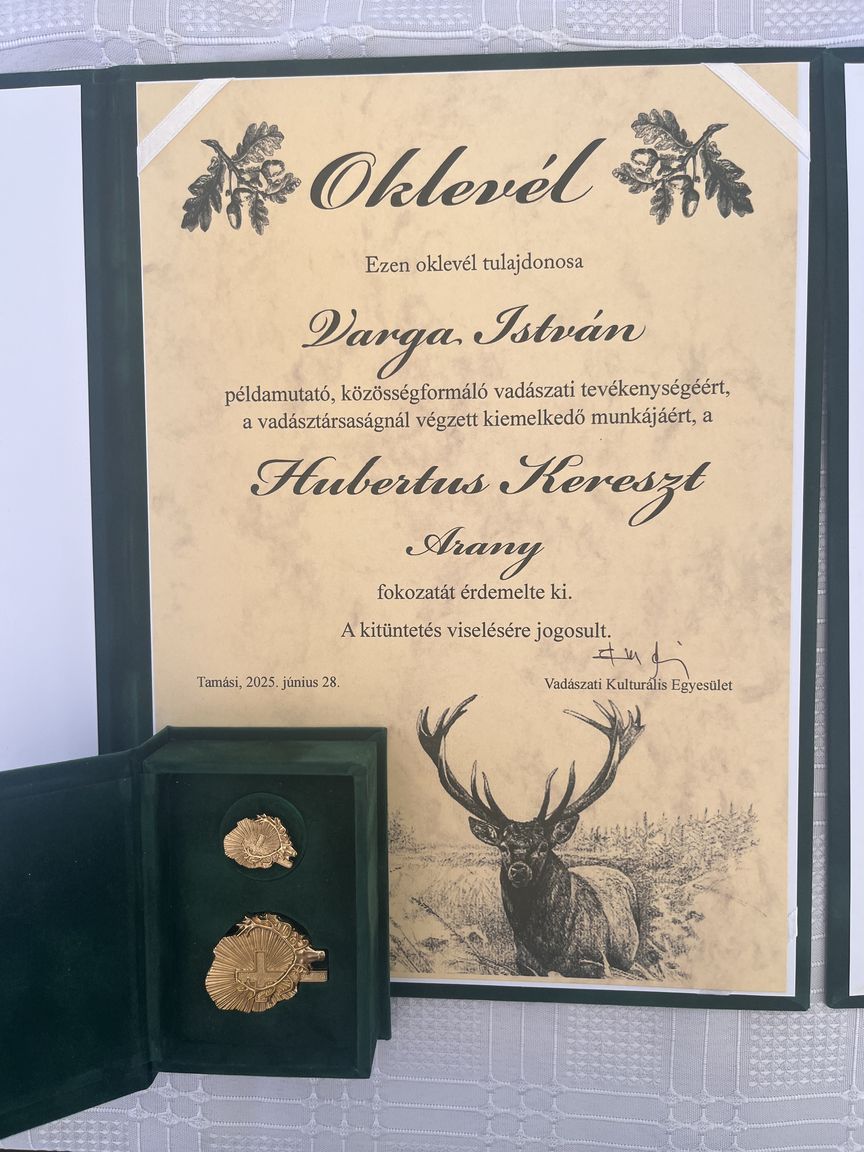 Oklevél
Ezen oklevél tulajdonosa
Varga István
példamutató, közösségformáló vadászati tevékenységéért,
a vadásztársaságnál végzett kiemelkedő munkájáért, a
Hubertus Kereszt
Arany
fokozatát érdemelte ki.
A kitüntetés viselésére jogosult.
Tamási, 2025. június 28.
Vadászati Kulturális Egyesület